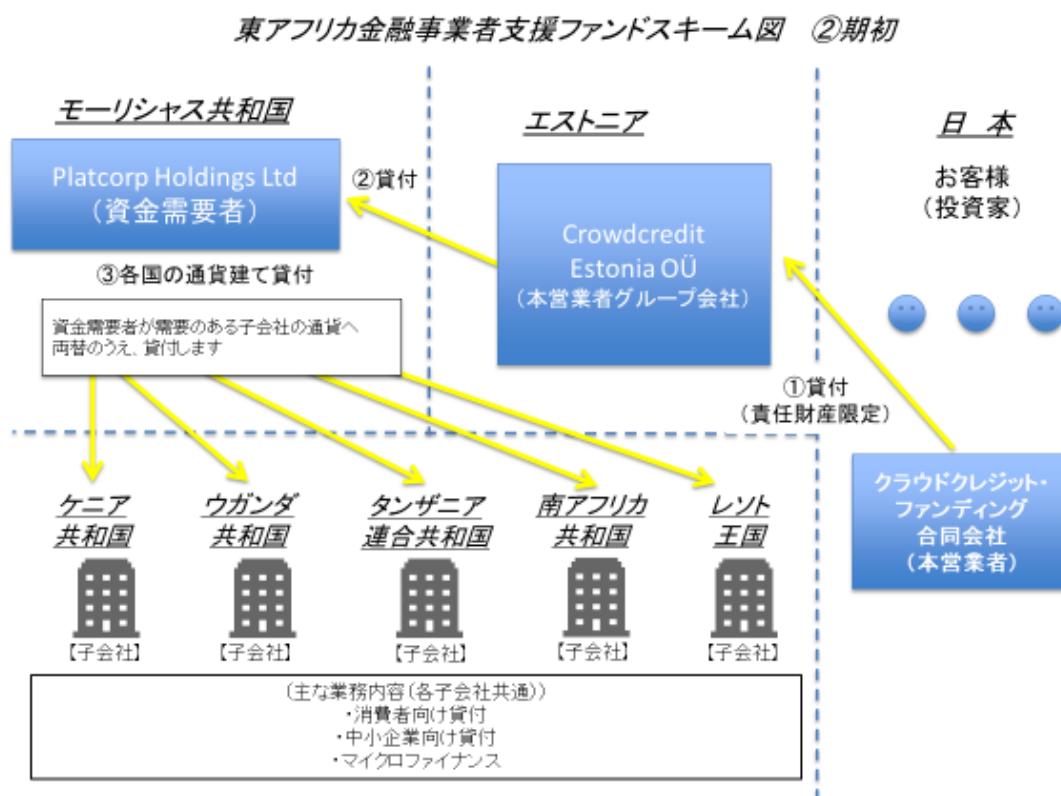 東アフリカ金融事業者支援ファンドスキーム図　②期初
モーリシャス共和国
Platcorp Holdings Ltd
（資金需要者）
②貸付
③各国の通貨建て貸付
資金需要者が需要のある子会社の通貨へ
両替のうえ、貸付します
エストニア
Crowdcredit
Estonia OÜ
（本営業者グループ会社）
日　本
お客様
（投資家）
①貸付
（責任財産限定）
クラウドクレジット・
ファンディング
合同会社
（本営業者）
ケニア
共和国
【子会社】
ウガンダ
共和国
【子会社】
タンザニア
連合共和国
【子会社】
南アフリカ
共和国
【子会社】
レソト
王国
【子会社】
（主な業務内容（各子会社共通））
・消費者向け貸付
・中小企業向け貸付
・マイクロファイナンス